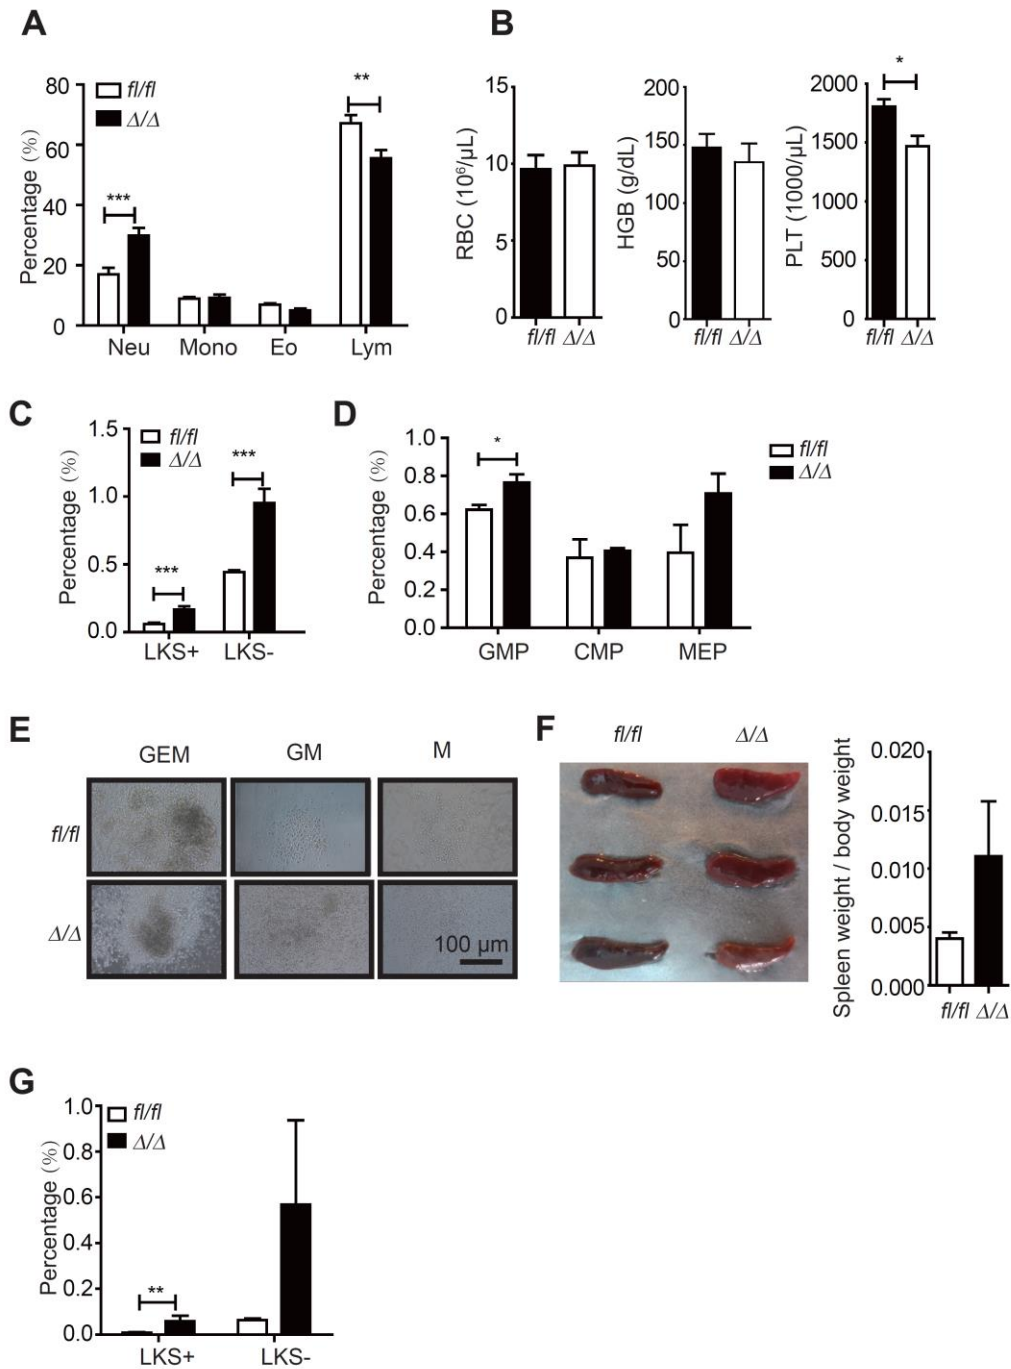 A
80
60
40
20
0
Percentage (%)
fl/fl
Δ/Δ
***
**
Neu Mono Eo Lym
B
15
10
5
0
RBC (10⁶/µL)
fl/fl Δ/Δ
200
150
100
50
0
HGB (g/dL)
fl/fl Δ/Δ
*
2000
1500
1000
500
0
PLT (1000/µL)
fl/fl Δ/Δ
C
1.5
1.0
0.5
0.0
Percentage (%)
fl/fl
Δ/Δ
***
***
LKS+ LKS-
D
1.0
0.8
0.6
0.4
0.2
0.0
Percentage (%)
*
fl/fl
Δ/Δ
GMP CMP MEP
E
GEM GM M
fl/fl
Δ/Δ
100 µm
F
fl/fl Δ/Δ
0.020
0.015
0.010
0.005
0.000
Spleen weight / body weight
fl/fl Δ/Δ
G
1.0
0.8
0.6
0.4
0.2
0.0
Percentage (%)
fl/fl
Δ/Δ
**
LKS+ LKS-